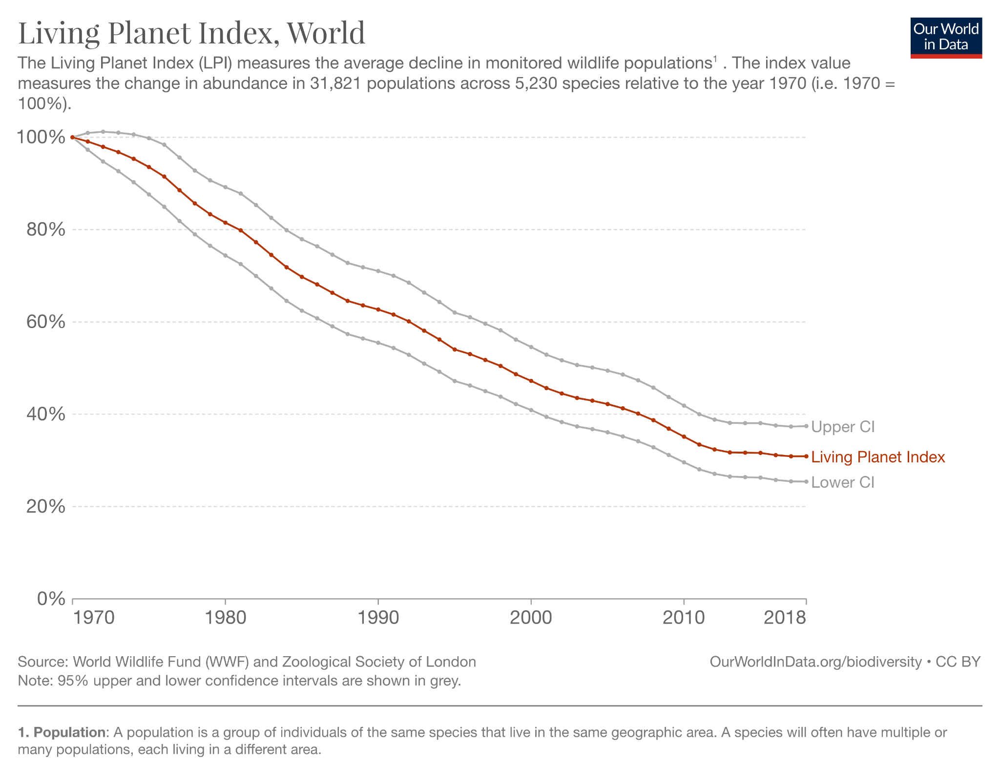 Living Planet Index, World
Our World
in Data
The Living Planet Index (LPI) measures the average decline in monitored wildlife populations¹ . The index value
measures the change in abundance in 31,821 populations across 5,230 species relative to the year 1970 (i.e. 1970 =
100%).
100%
80%
60%
40%
20%
0%
Upper CI
Living Planet Index
Lower CI
1970 1980 1990 2000 2010 2018
Source: World Wildlife Fund (WWF) and Zoological Society of London
OurWorldInData.org/biodiversity • CC BY
Note: 95% upper and lower confidence intervals are shown in grey.
1. Population: A population is a group of individuals of the same species that live in the same geographic area. A species will often have multiple or
many populations, each living in a different area.